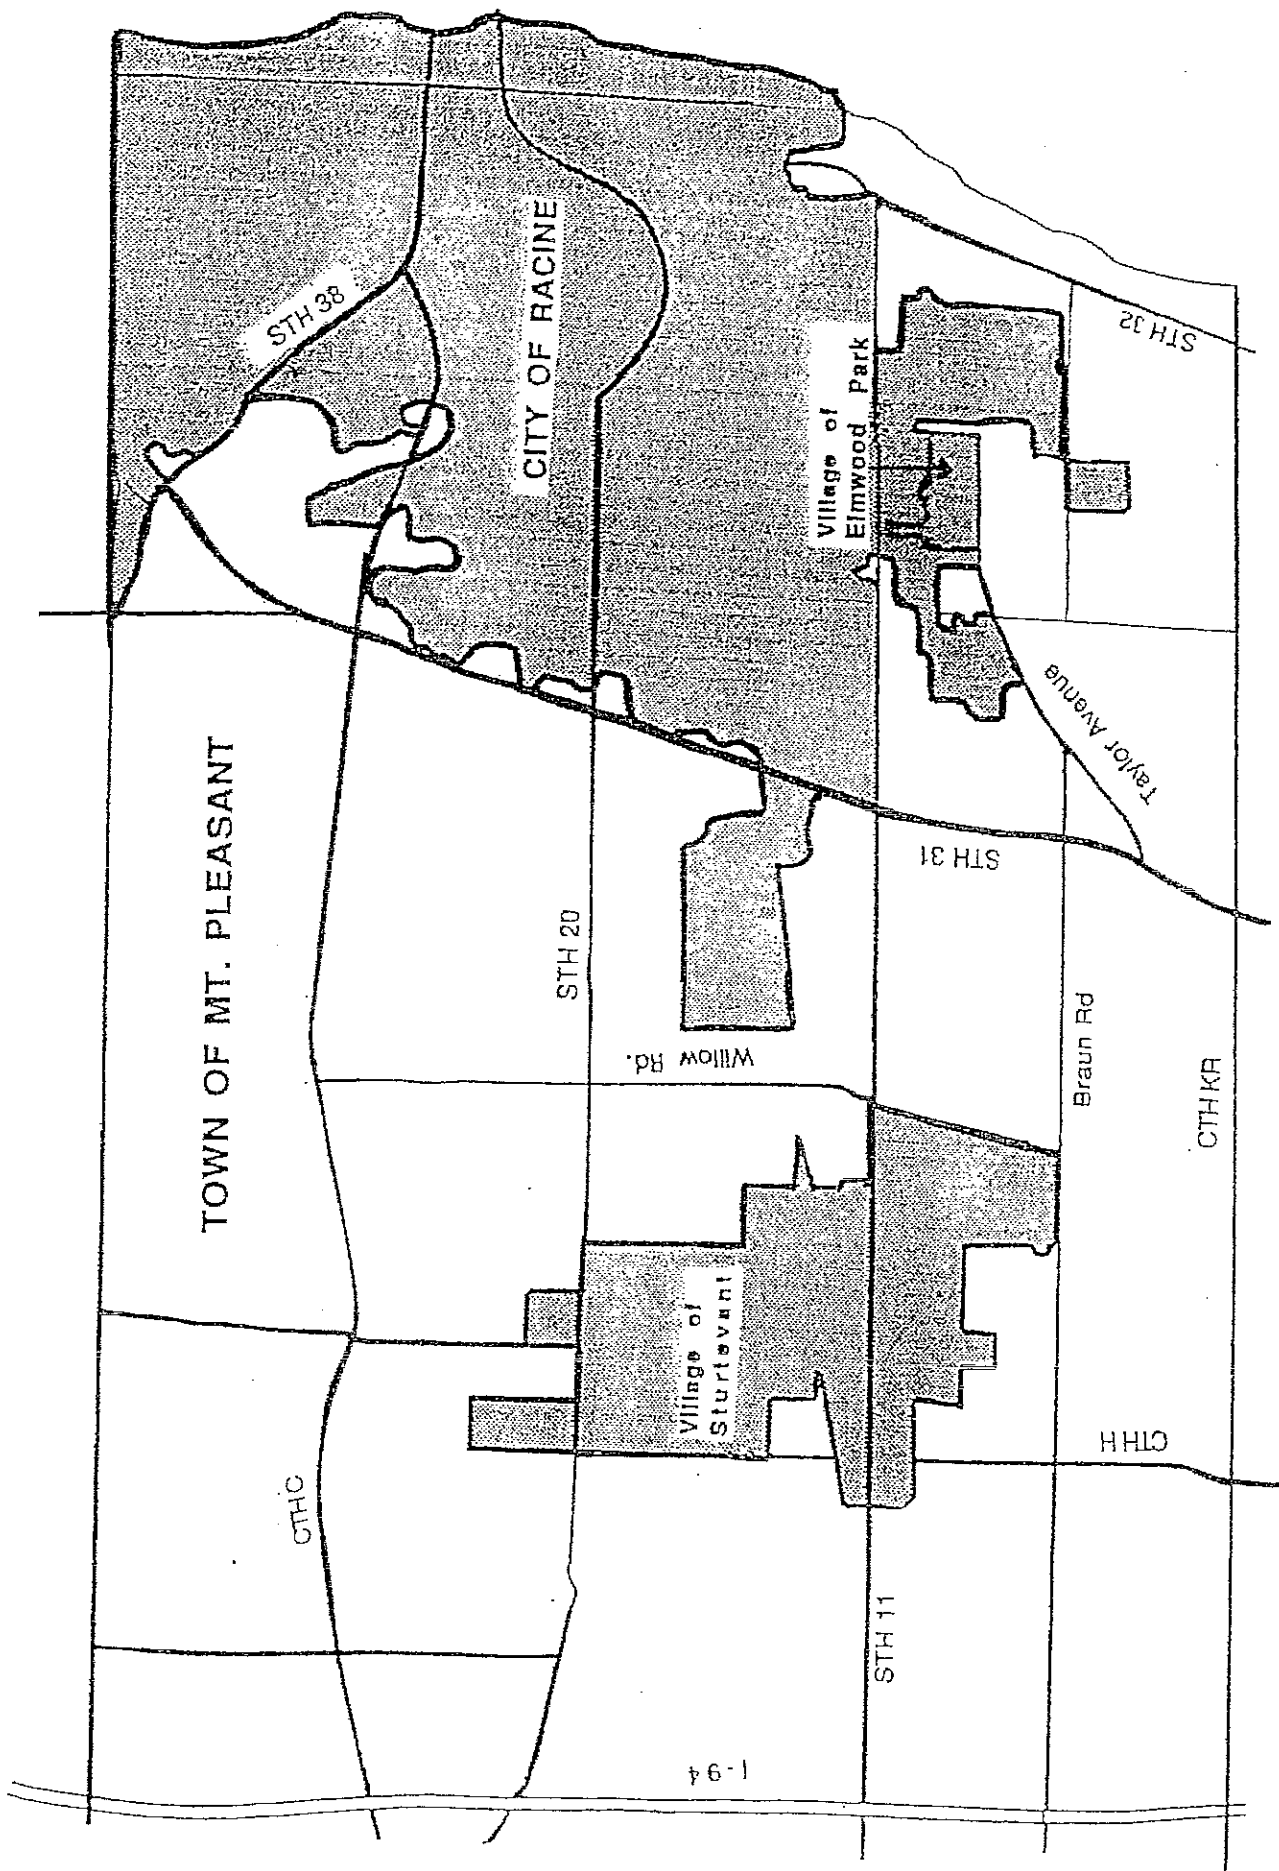 TOWN OF MT. PLEASANT
CITY OF RACINE
STH 38
CTH C
STH 20
Willow Rd.
Village of
Sturtevant
Village of
Elmwood Park
I-94
STH 11
STH 31
STH 32
Taylor Avenue
Braun Rd
CTH H
CTH KR